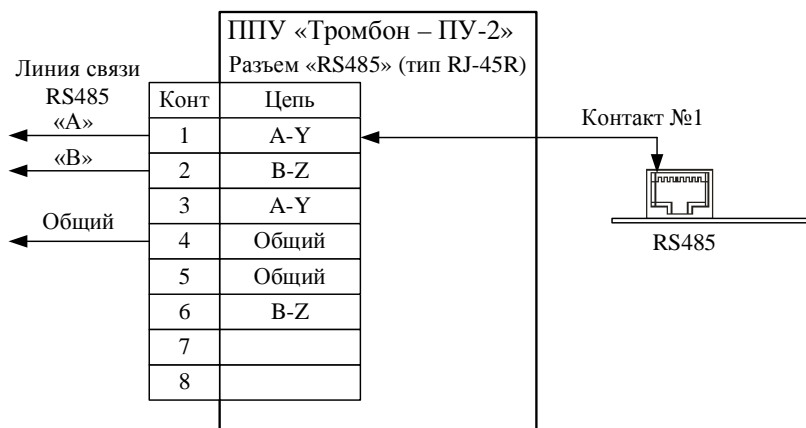 ППУ «Тромбон – ПУ-2»
Разъем «RS485» (тип RJ-45R)
Линия связи
RS485
«А»
«В»
Общий
Конт Цепь
1 A-Y
2 B-Z
3 A-Y
4 Общий
5 Общий
6 B-Z
7
8
Контакт №1
RS485